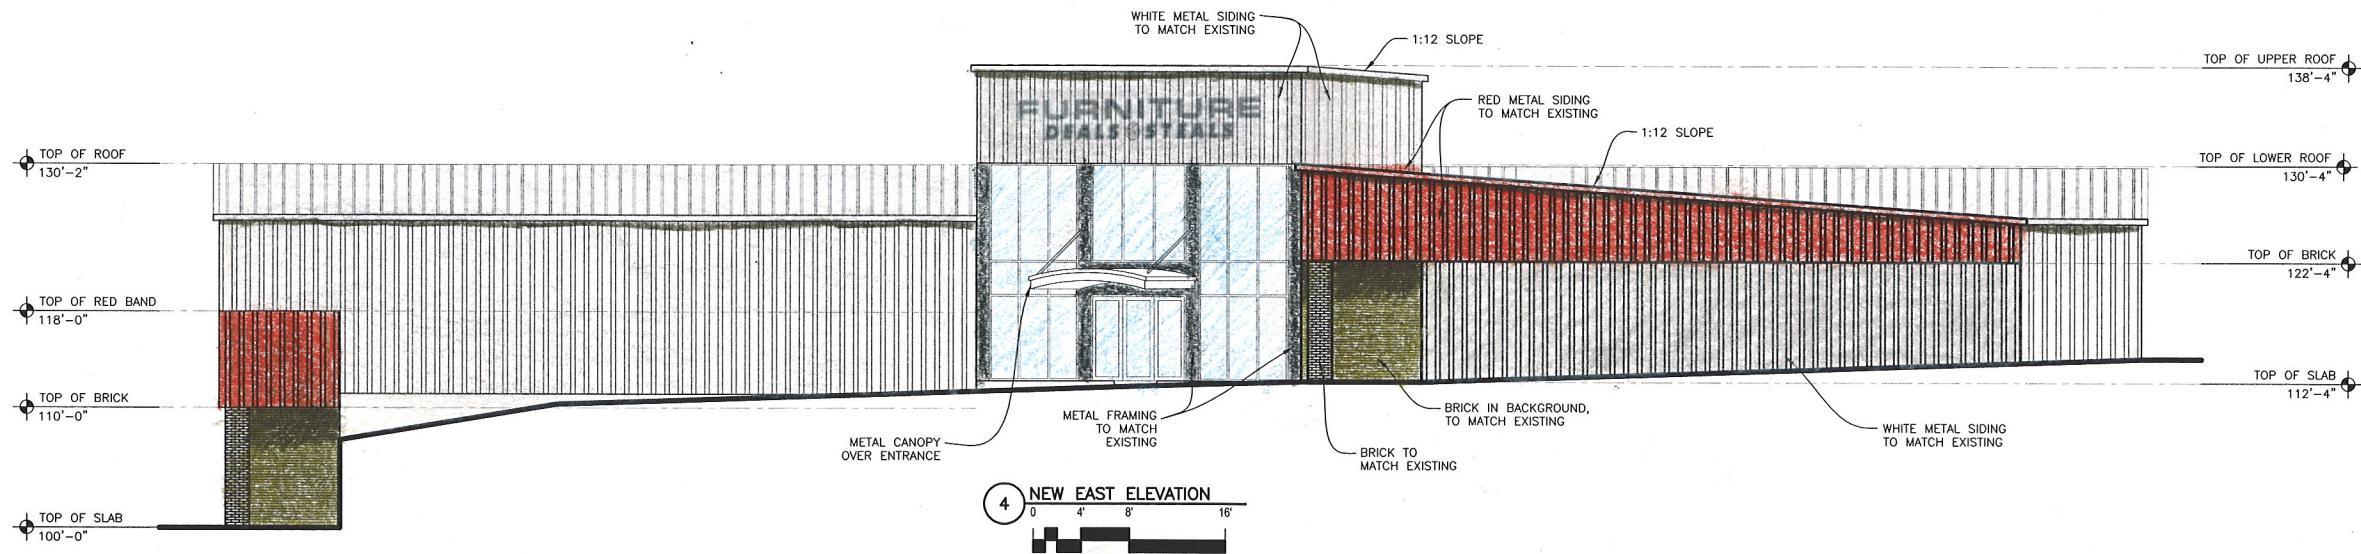 WHITE METAL SIDING
TO MATCH EXISTING
1:12 SLOPE
TOP OF UPPER ROOF
138'-4"
FURNITURE
DEALS STEALS
RED METAL SIDING
TO MATCH EXISTING
1:12 SLOPE
TOP OF ROOF
130'-2"
TOP OF LOWER ROOF
130'-4"
TOP OF BRICK
122'-4"
TOP OF RED BAND
118'-0"
TOP OF SLAB
112'-4"
TOP OF BRICK
110'-0"
METAL CANOPY
OVER ENTRANCE
METAL FRAMING
TO MATCH
EXISTING
BRICK IN BACKGROUND,
TO MATCH EXISTING
BRICK TO
MATCH EXISTING
WHITE METAL SIDING
TO MATCH EXISTING
TOP OF SLAB
100'-0"
4 NEW EAST ELEVATION
0 4' 8' 16'